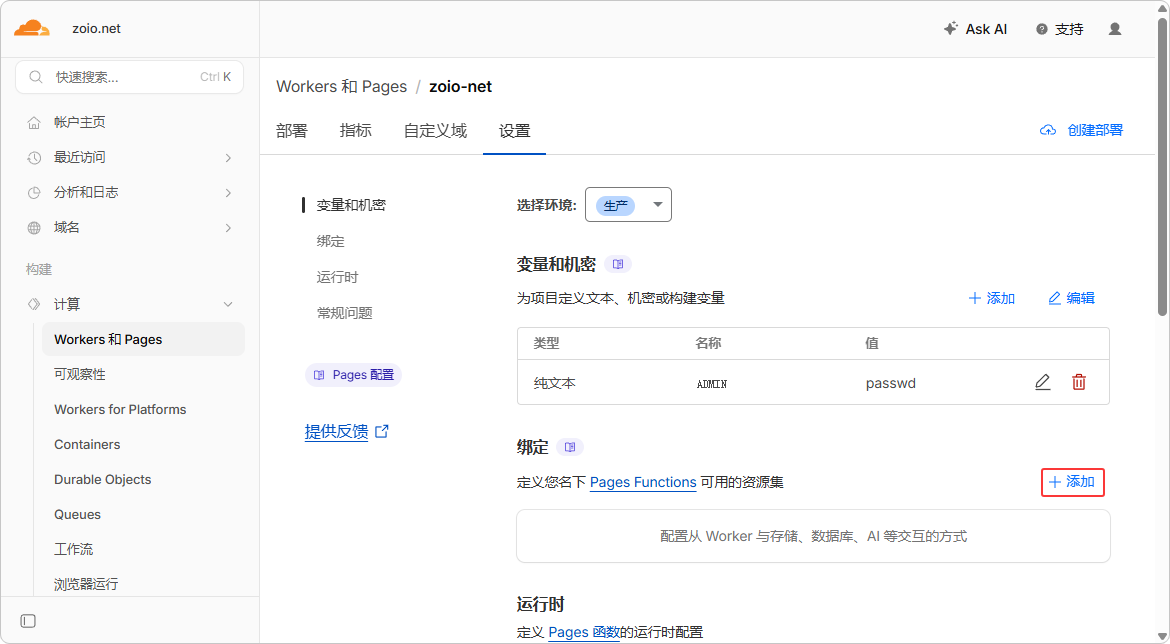 zoio.net
Ask AI 支持
快速搜索... Ctrl K
帐户主页
最近访问
分析和日志
域名
构建
计算
Workers 和 Pages
可观察性
Workers for Platforms
Containers
Durable Objects
Queues
工作流
浏览器运行
Workers 和 Pages / zoio-net
部署 指标 自定义域 设置 创建部署
变量和机密
绑定
运行时
常规问题
Pages 配置
提供反馈
选择环境: 生产
变量和机密
为项目定义文本、机密或构建变量 添加 编辑
类型 名称 值
纯文本 ADMIN passwd
绑定
定义您名下 Pages Functions 可用的资源集 添加
配置从 Worker 与存储、数据库、AI 等交互的方式
运行时
定义 Pages 函数的运行时配置